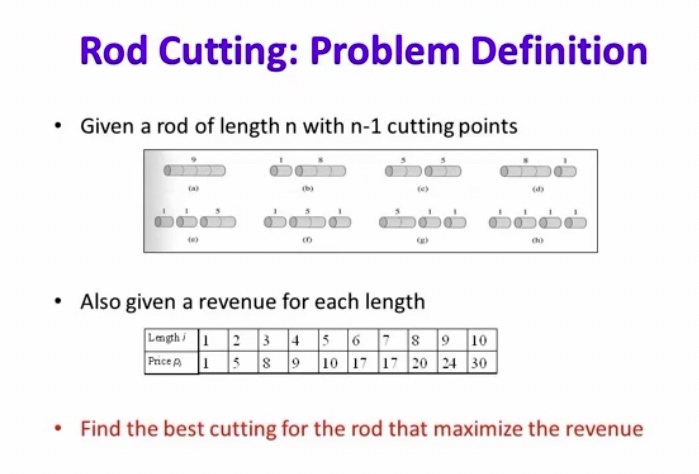 Rod Cutting: Problem Definition
• Given a rod of length n with n-1 cutting points
9 1 8 5 5 8 1
(a) (b) (c) (d)
1 1 5 1 5 1 5 1 1 1 1 1 1
(e) (f) (g) (h)
• Also given a revenue for each length
Length i 1 2 3 4 5 6 7 8 9 10
Price pi 1 5 8 9 10 17 17 20 24 30
• Find the best cutting for the rod that maximize the revenue